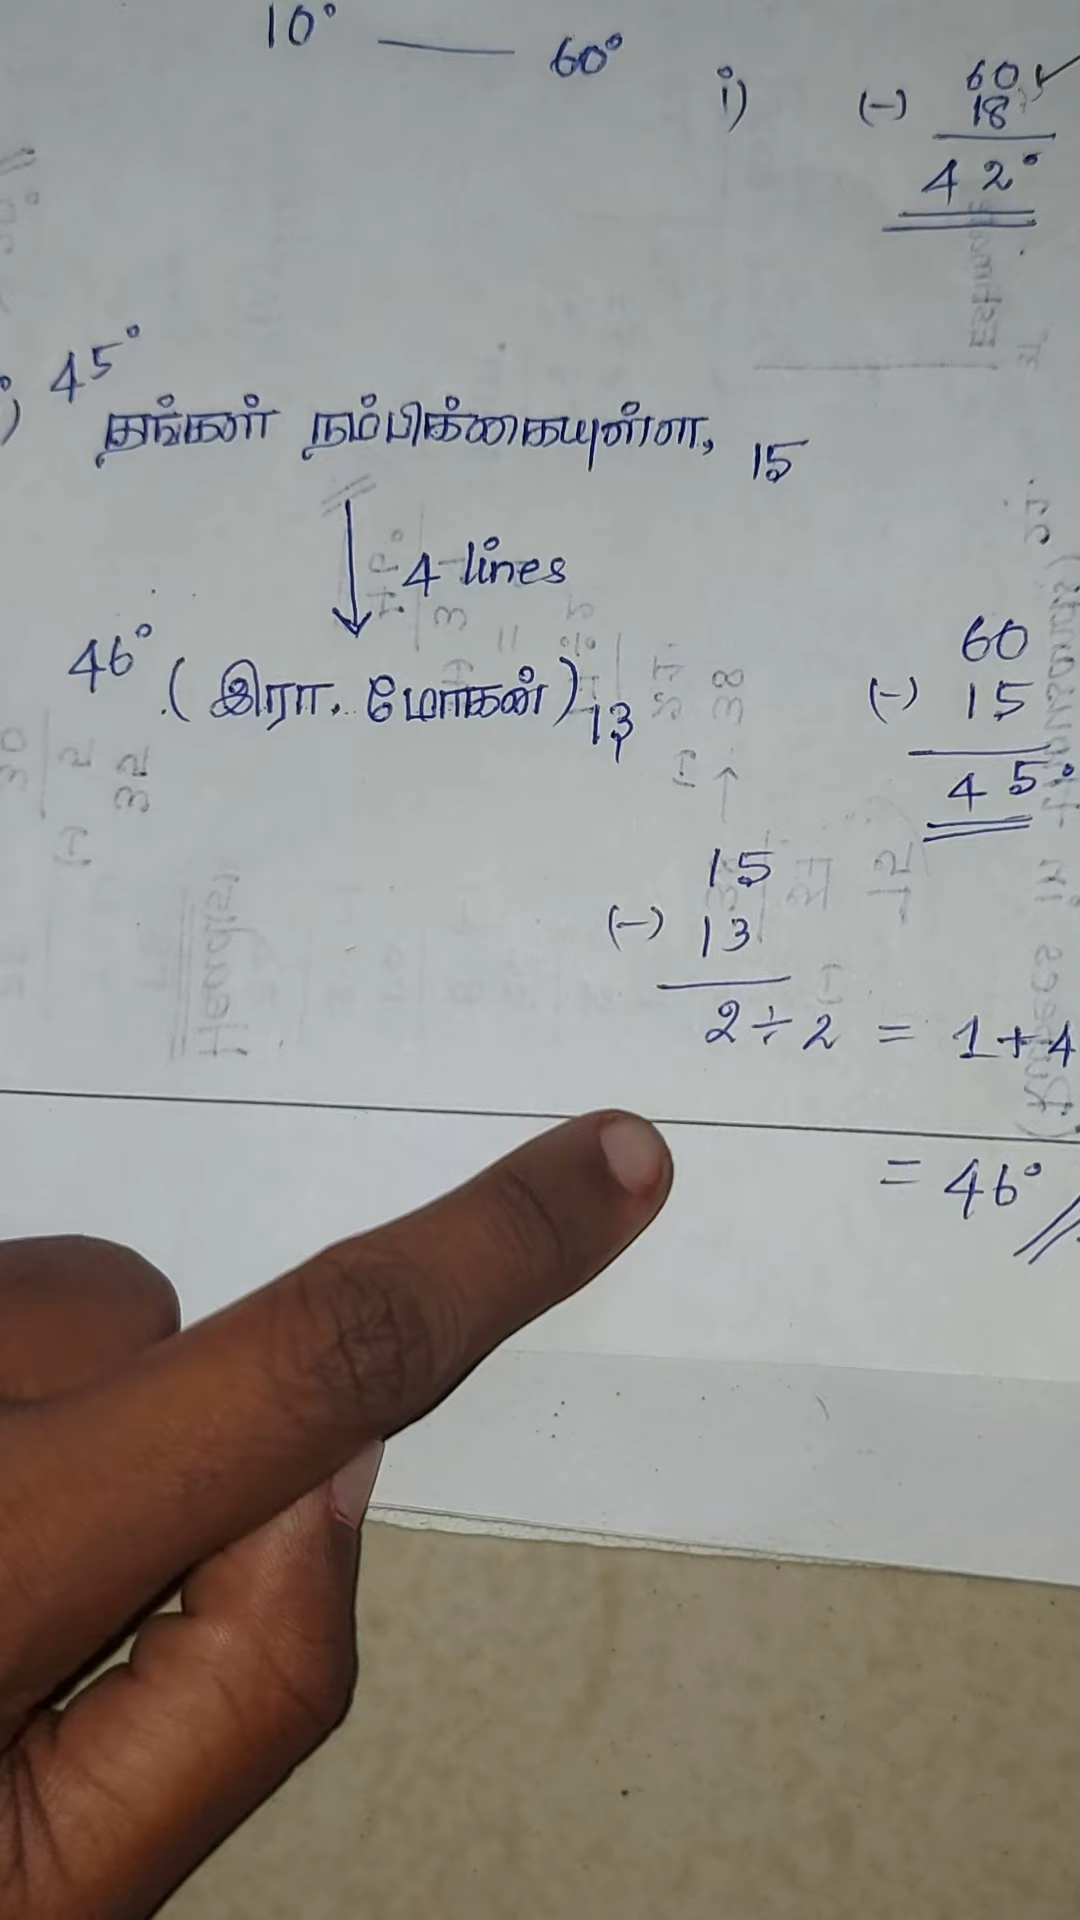 10° — 60°
i) (-) 60 ✓
18
42°
45°
தங்கள் நம்பிக்கையுள்ள, 15
↓ 4 lines
46° (இரா. மோகன்) 13
60
(-) 15
45°
15
(-) 13
2 ÷ 2 = 1 + 4
= 46° //